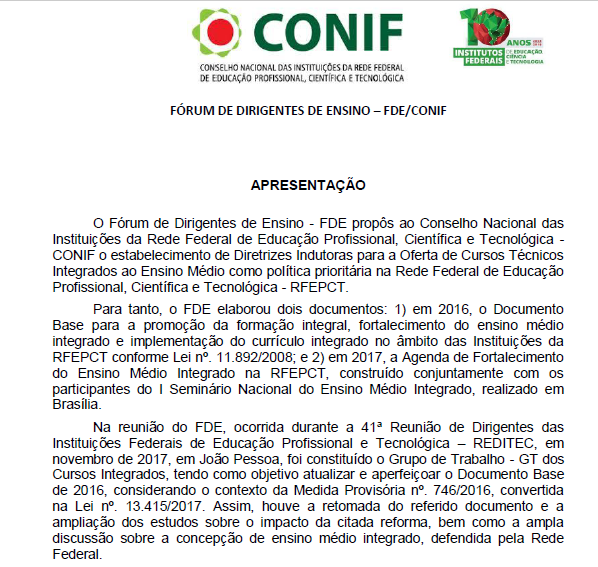 CONIF
CONSELHO NACIONAL DAS INSTITUIÇÕES DA REDE FEDERAL
DE EDUCAÇÃO PROFISSIONAL, CIENTÍFICA E TECNOLÓGICA
10 ANOS
INSTITUTOS FEDERAIS
DE EDUCAÇÃO, CIÊNCIA E TECNOLOGIA
FÓRUM DE DIRIGENTES DE ENSINO – FDE/CONIF
APRESENTAÇÃO
O Fórum de Dirigentes de Ensino - FDE propôs ao Conselho Nacional das
Instituições da Rede Federal de Educação Profissional, Científica e Tecnológica -
CONIF o estabelecimento de Diretrizes Indutoras para a Oferta de Cursos Técnicos
Integrados ao Ensino Médio como política prioritária na Rede Federal de Educação
Profissional, Científica e Tecnológica - RFEPCT.
Para tanto, o FDE elaborou dois documentos: 1) em 2016, o Documento
Base para a promoção da formação integral, fortalecimento do ensino médio
integrado e implementação do currículo integrado no âmbito das Instituições da
RFEPCT conforme Lei nº. 11.892/2008; e 2) em 2017, a Agenda de Fortalecimento
do Ensino Médio Integrado na RFEPCT, construído conjuntamente com os
participantes do I Seminário Nacional do Ensino Médio Integrado, realizado em
Brasília.
Na reunião do FDE, ocorrida durante a 41ª Reunião de Dirigentes das
Instituições Federais de Educação Profissional e Tecnológica – REDITEC, em
novembro de 2017, em João Pessoa, foi constituído o Grupo de Trabalho - GT dos
Cursos Integrados, tendo como objetivo atualizar e aperfeiçoar o Documento Base
de 2016, considerando o contexto da Medida Provisória nº. 746/2016, convertida
na Lei nº. 13.415/2017. Assim, houve a retomada do referido documento e a
ampliação dos estudos sobre o impacto da citada reforma, bem como a ampla
discussão sobre a concepção de ensino médio integrado, defendida pela Rede
Federal.